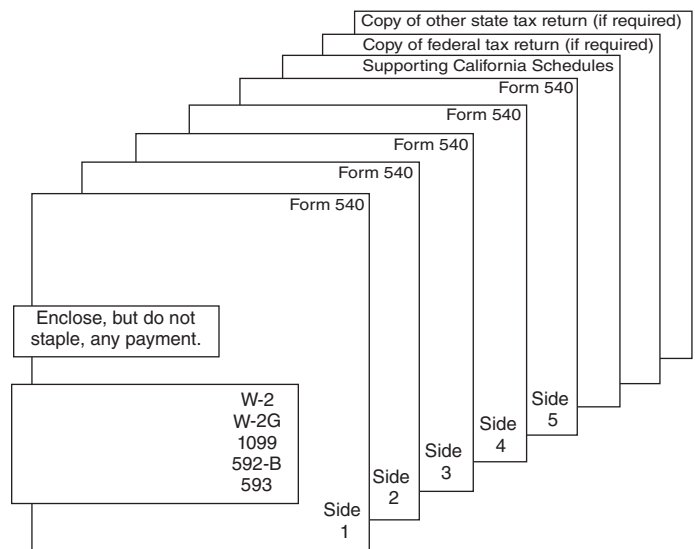 Copy of other state tax return (if required)
Copy of federal tax return (if required)
Supporting California Schedules
Form 540
Form 540
Form 540
Form 540
Form 540
Enclose, but do not
staple, any payment.
W-2
W-2G
1099
592-B
593
Side
1
Side
2
Side
3
Side
4
Side
5